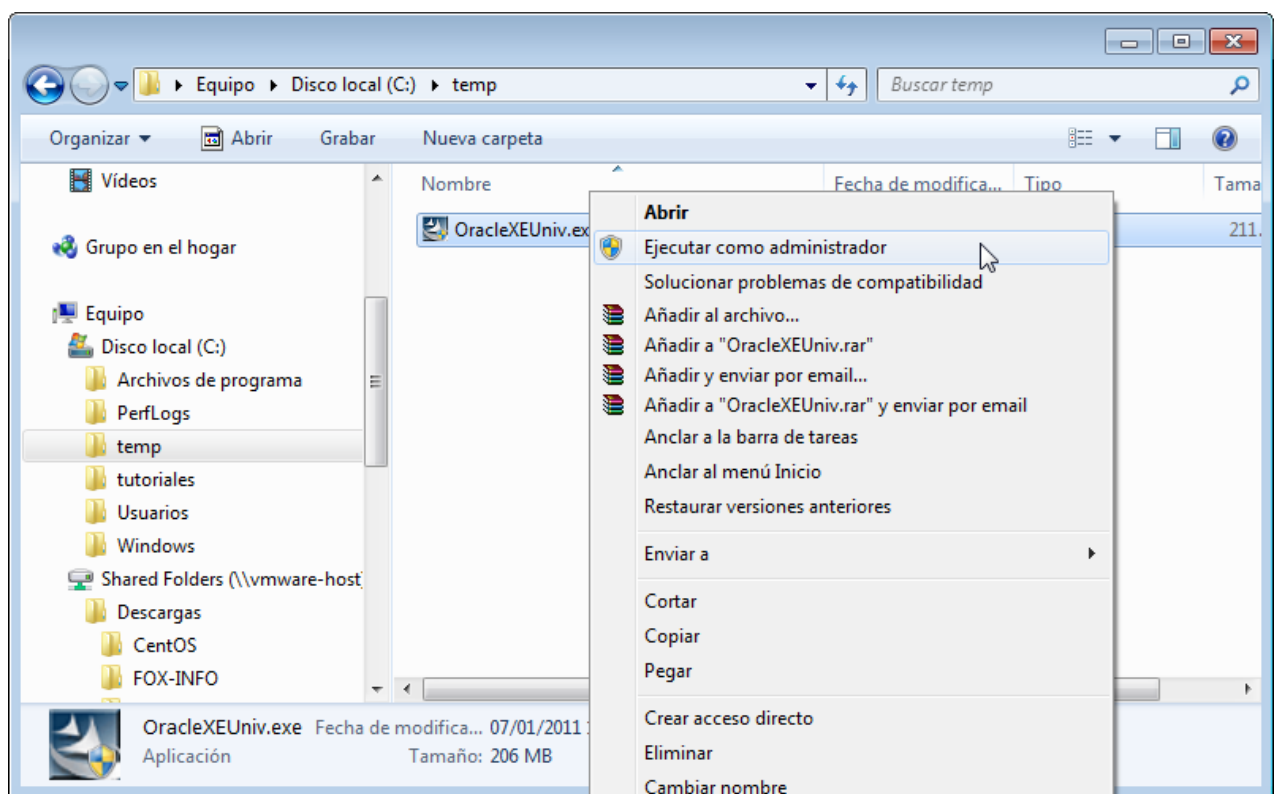 Equipo Disco local (C:) temp
Buscar temp
Organizar Abrir Grabar Nueva carpeta
Vídeos
Grupo en el hogar
Equipo
Disco local (C:)
Archivos de programa
PerfLogs
temp
tutoriales
Usuarios
Windows
Shared Folders (\\vmware-host)
Descargas
CentOS
FOX-INFO
Nombre Fecha de modifica... Tipo Tama
OracleXEUniv.ex 211.
Abrir
Ejecutar como administrador
Solucionar problemas de compatibilidad
Añadir al archivo...
Añadir a "OracleXEUniv.rar"
Añadir y enviar por email...
Añadir a "OracleXEUniv.rar" y enviar por email
Anclar a la barra de tareas
Anclar al menú Inicio
Restaurar versiones anteriores
Enviar a
Cortar
Copiar
Pegar
Crear acceso directo
Eliminar
Cambiar nombre
OracleXEUniv.exe Fecha de modifica... 07/01/2011
Aplicación Tamaño: 206 MB